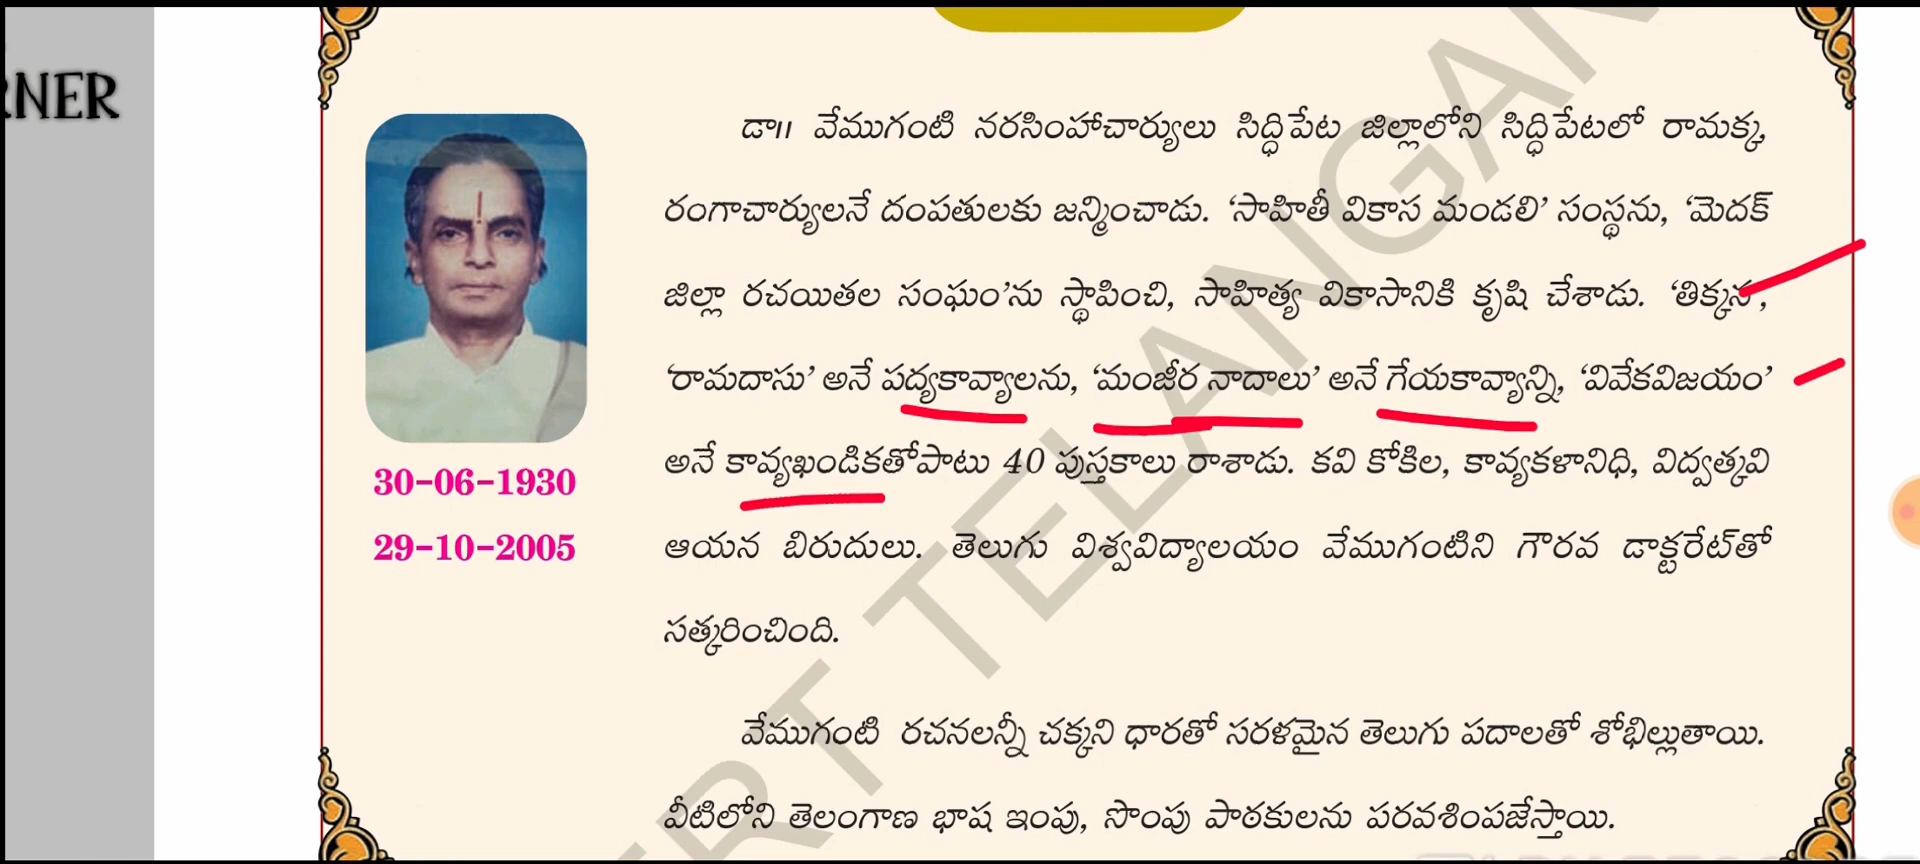 RNER
డా॥ వేముగంటి నరసింహాచార్యులు సిద్ధిపేట జిల్లాలోని సిద్ధిపేటలో రామక్క,
రంగాచార్యులనే దంపతులకు జన్మించాడు. ‘సాహితీ వికాస మండలి’ సంస్థను, ‘మెదక్
జిల్లా రచయితల సంఘం’ను స్థాపించి, సాహిత్య వికాసానికి కృషి చేశాడు. ‘తిక్కన’,
‘రామదాసు’ అనే పద్యకావ్యాలను, ‘మంజీర నాదాలు’ అనే గేయకావ్యాన్ని, ‘వివేకవిజయం’
అనే కావ్యఖండికతోపాటు 40 పుస్తకాలు రాశాడు. కవి కోకిల, కావ్యకళానిధి, విద్వత్కవి
ఆయన బిరుదులు. తెలుగు విశ్వవిద్యాలయం వేముగంటిని గౌరవ డాక్టరేట్‌తో
సత్కరించింది.
30-06-1930
29-10-2005
వేముగంటి రచనలన్నీ చక్కని ధారతో సరళమైన తెలుగు పదాలతో శోభిల్లుతాయి.
వీటిలోని తెలంగాణ భాష ఇంపు, సొంపు పాఠకులను పరవశింపజేస్తాయి.
ERT TELANGAN